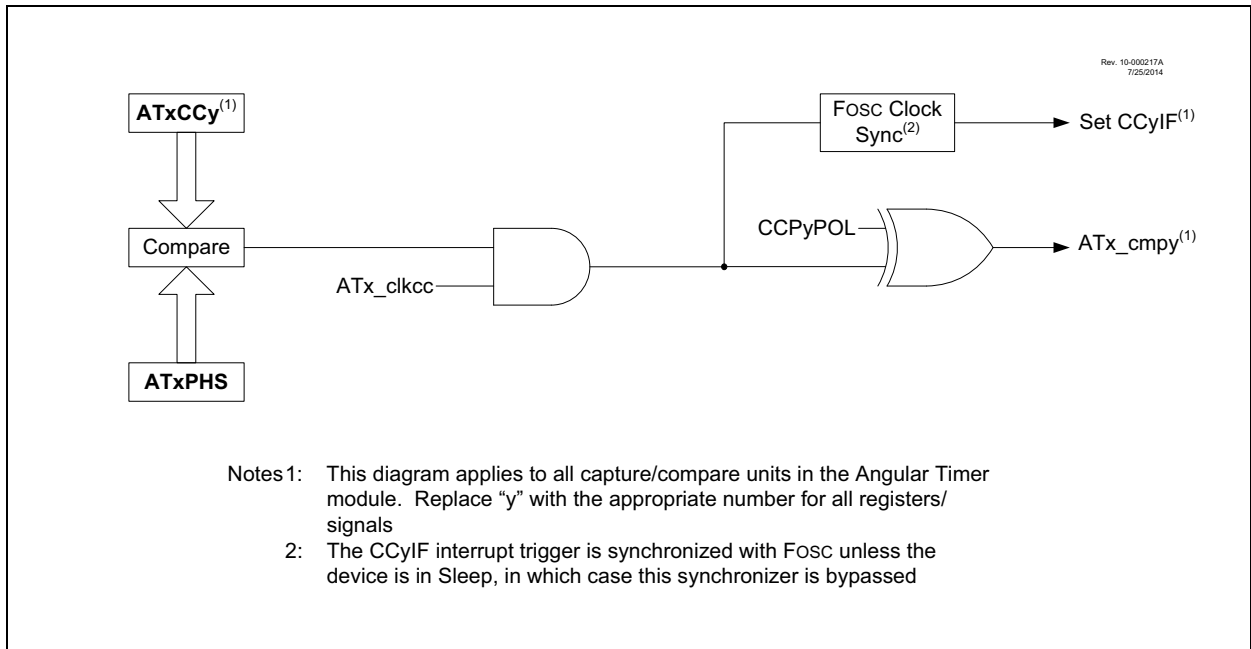 Rev. 10-000217A
7/25/2014
ATxCCy(1)
FOSC Clock
Sync(2)
Set CCyIF(1)
CCPyPOL
Compare
ATx_cmpy(1)
ATx_clkcc
ATxPHS
Notes1: This diagram applies to all capture/compare units in the Angular Timer
module. Replace “y” with the appropriate number for all registers/
signals
2: The CCyIF interrupt trigger is synchronized with FOSC unless the
device is in Sleep, in which case this synchronizer is bypassed